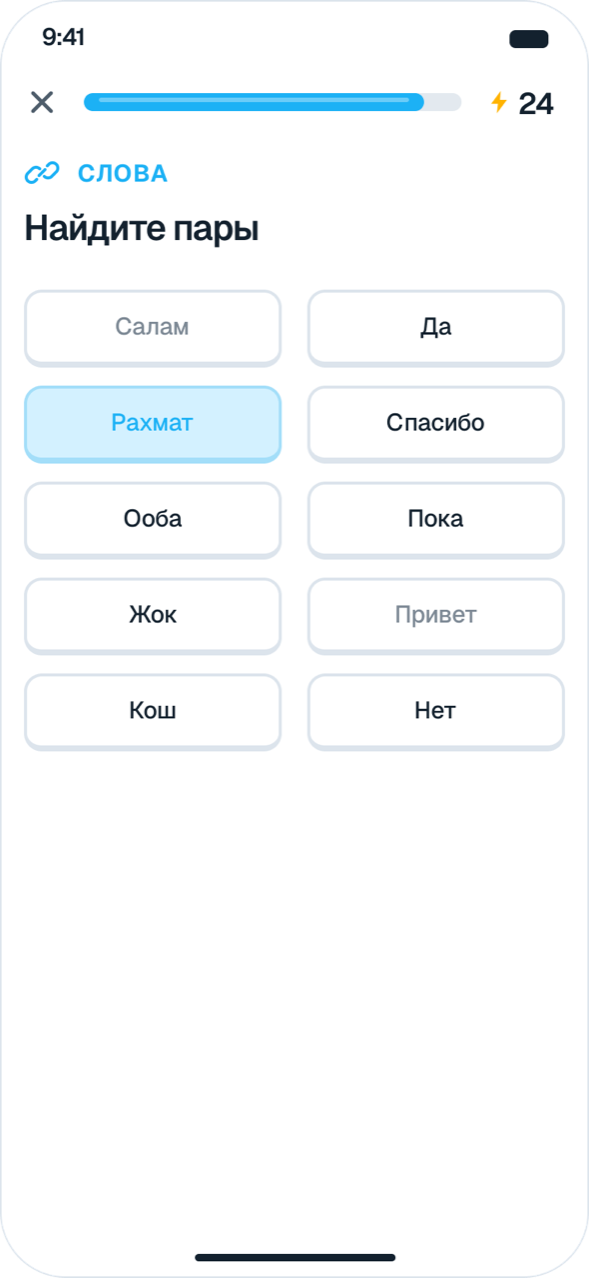 9:41
24
СЛОВА
Найдите пары
Салам
Да
Рахмат
Спасибо
Ооба
Пока
Жок
Привет
Кош
Нет